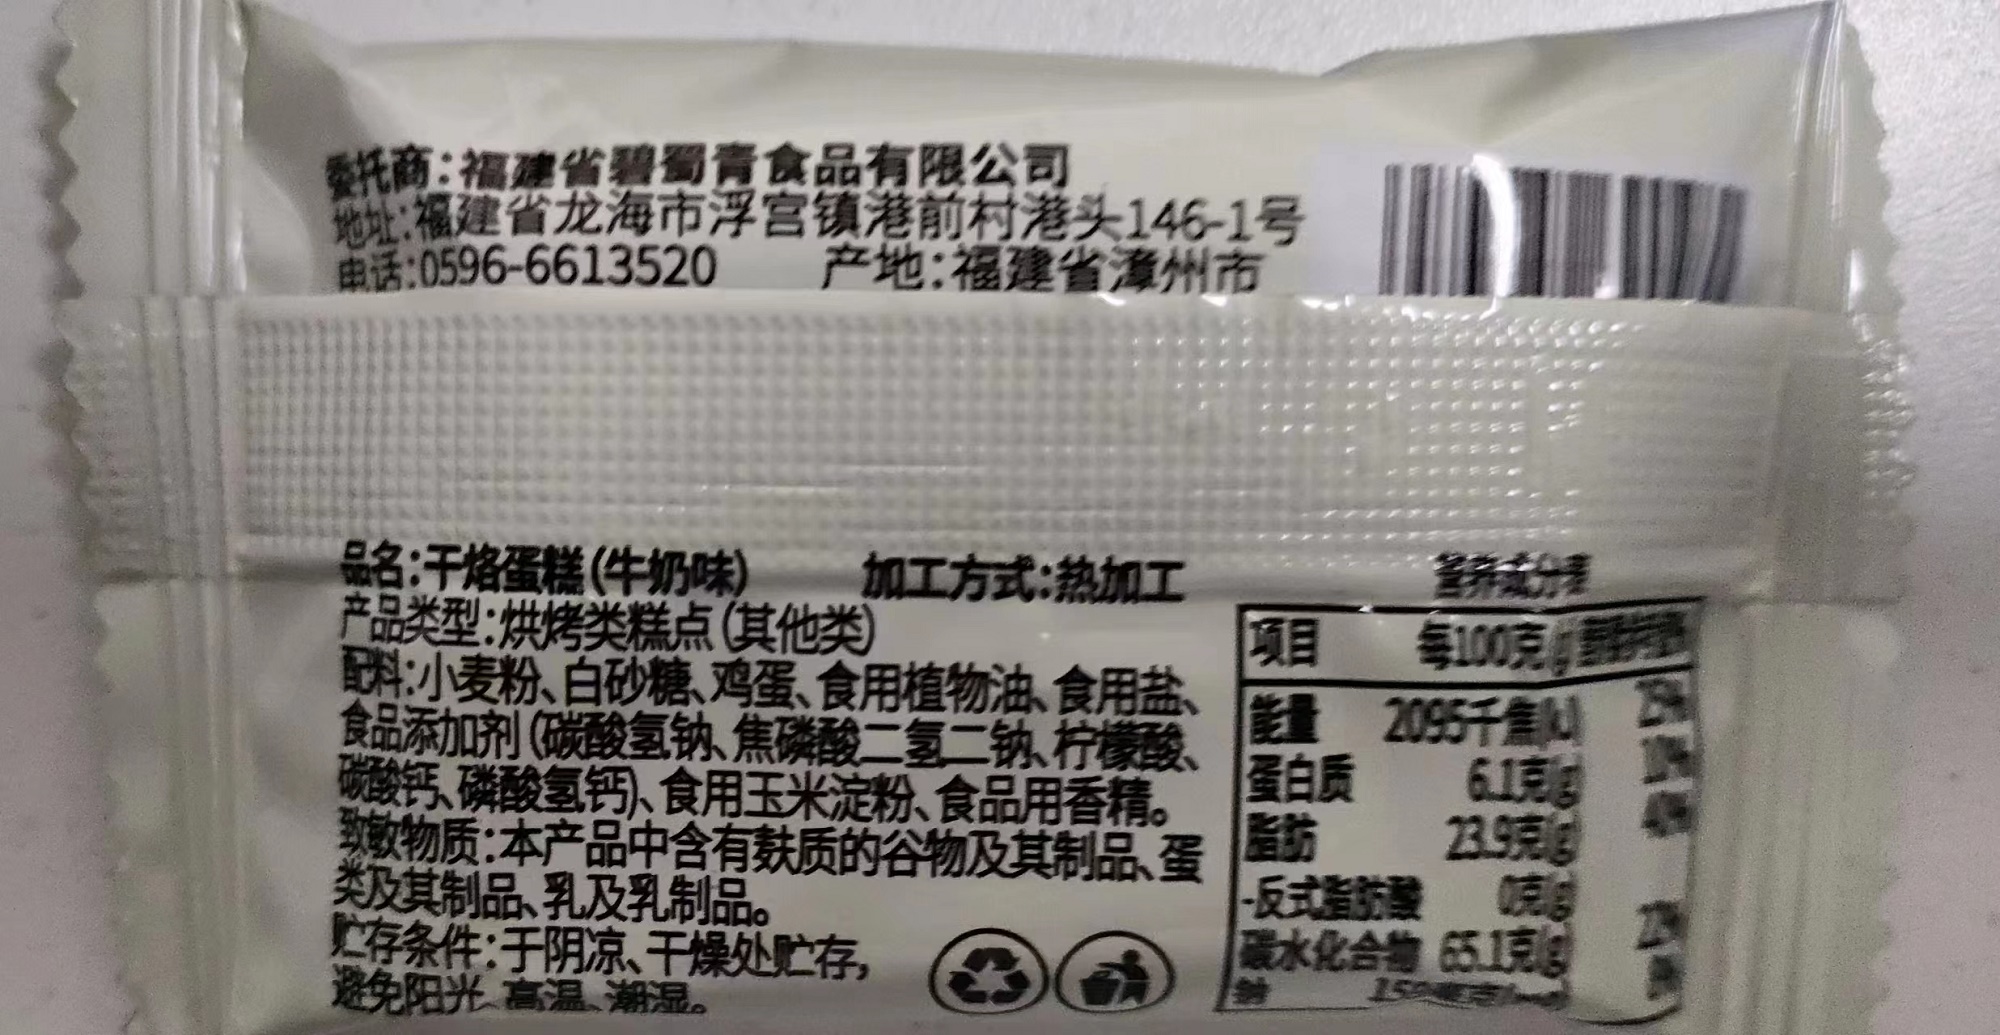 委托商:福建省碧蜀青食品有限公司
地址:福建省龙海市浮宫镇港前村港头146-1号
电话:0596-6613520 产地:福建省漳州市
品名:干烙蛋糕(牛奶味) 加工方式:热加工
产品类型:烘烤类糕点(其他类)
配料:小麦粉、白砂糖、鸡蛋、食用植物油、食用盐、
食品添加剂(碳酸氢钠、焦磷酸二氢二钠、柠檬酸、
碳酸钙、磷酸氢钙)、食用玉米淀粉、食品用香精。
致敏物质:本产品中含有麸质的谷物及其制品、蛋
类及其制品、乳及乳制品。
贮存条件:于阴凉、干燥处贮存,
避免阳光、高温、潮湿。
营养成分表
项目 每100克(g)
能量 2095千焦(kJ) 25%
蛋白质 6.1克(g) 10%
脂肪 23.9克(g) 40%
-反式脂肪酸 0克(g)
碳水化合物 65.1克(g) 22%
钠